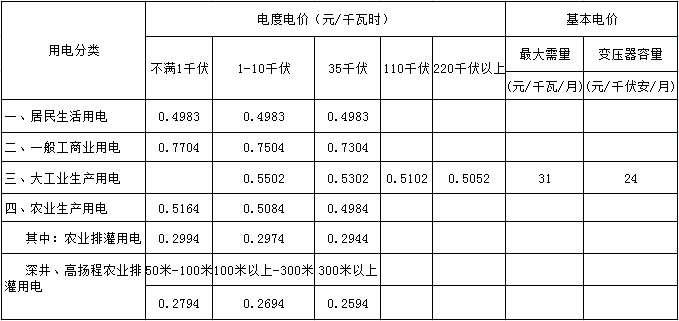 用电分类 电度电价（元/千瓦时） 基本电价
不满1千伏 1-10千伏 35千伏 110千伏 220千伏以上 最大需量 变压器容量
(元/千瓦/月) (元/千伏安/月)
一、居民生活用电 0.4983 0.4983 0.4983
二、一般工商业用电 0.7704 0.7504 0.7304
三、大工业生产用电 0.5502 0.5302 0.5102 0.5052 31 24
四、农业生产用电 0.5164 0.5084 0.4984
其中：农业排灌用电 0.2994 0.2974 0.2944
深井、高扬程农业排 50米-100米 100米以上-300米 300米以上
灌用电
0.2794 0.2694 0.2594